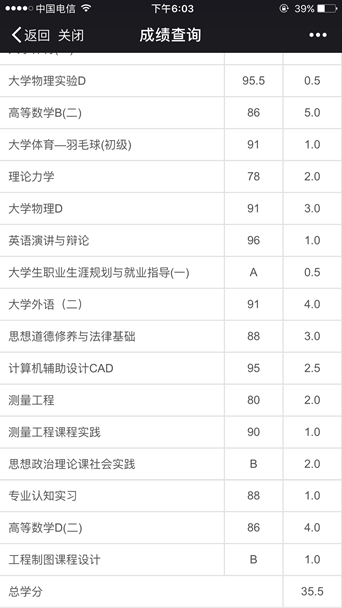 中国电信 下午6:03 39%
返回 关闭 成绩查询
大学物理实验D 95.5 0.5
高等数学B(二) 86 5.0
大学体育—羽毛球(初级) 91 1.0
理论力学 78 2.0
大学物理D 91 3.0
英语演讲与辩论 96 1.0
大学生职业生涯规划与就业指导(一) A 0.5
大学外语（二） 91 4.0
思想道德修养与法律基础 88 3.0
计算机辅助设计CAD 95 2.5
测量工程 80 2.0
测量工程课程实践 90 1.0
思想政治理论课社会实践 B 2.0
专业认知实习 88 1.0
高等数学D(二) 86 4.0
工程制图课程设计 B 1.0
总学分 35.5